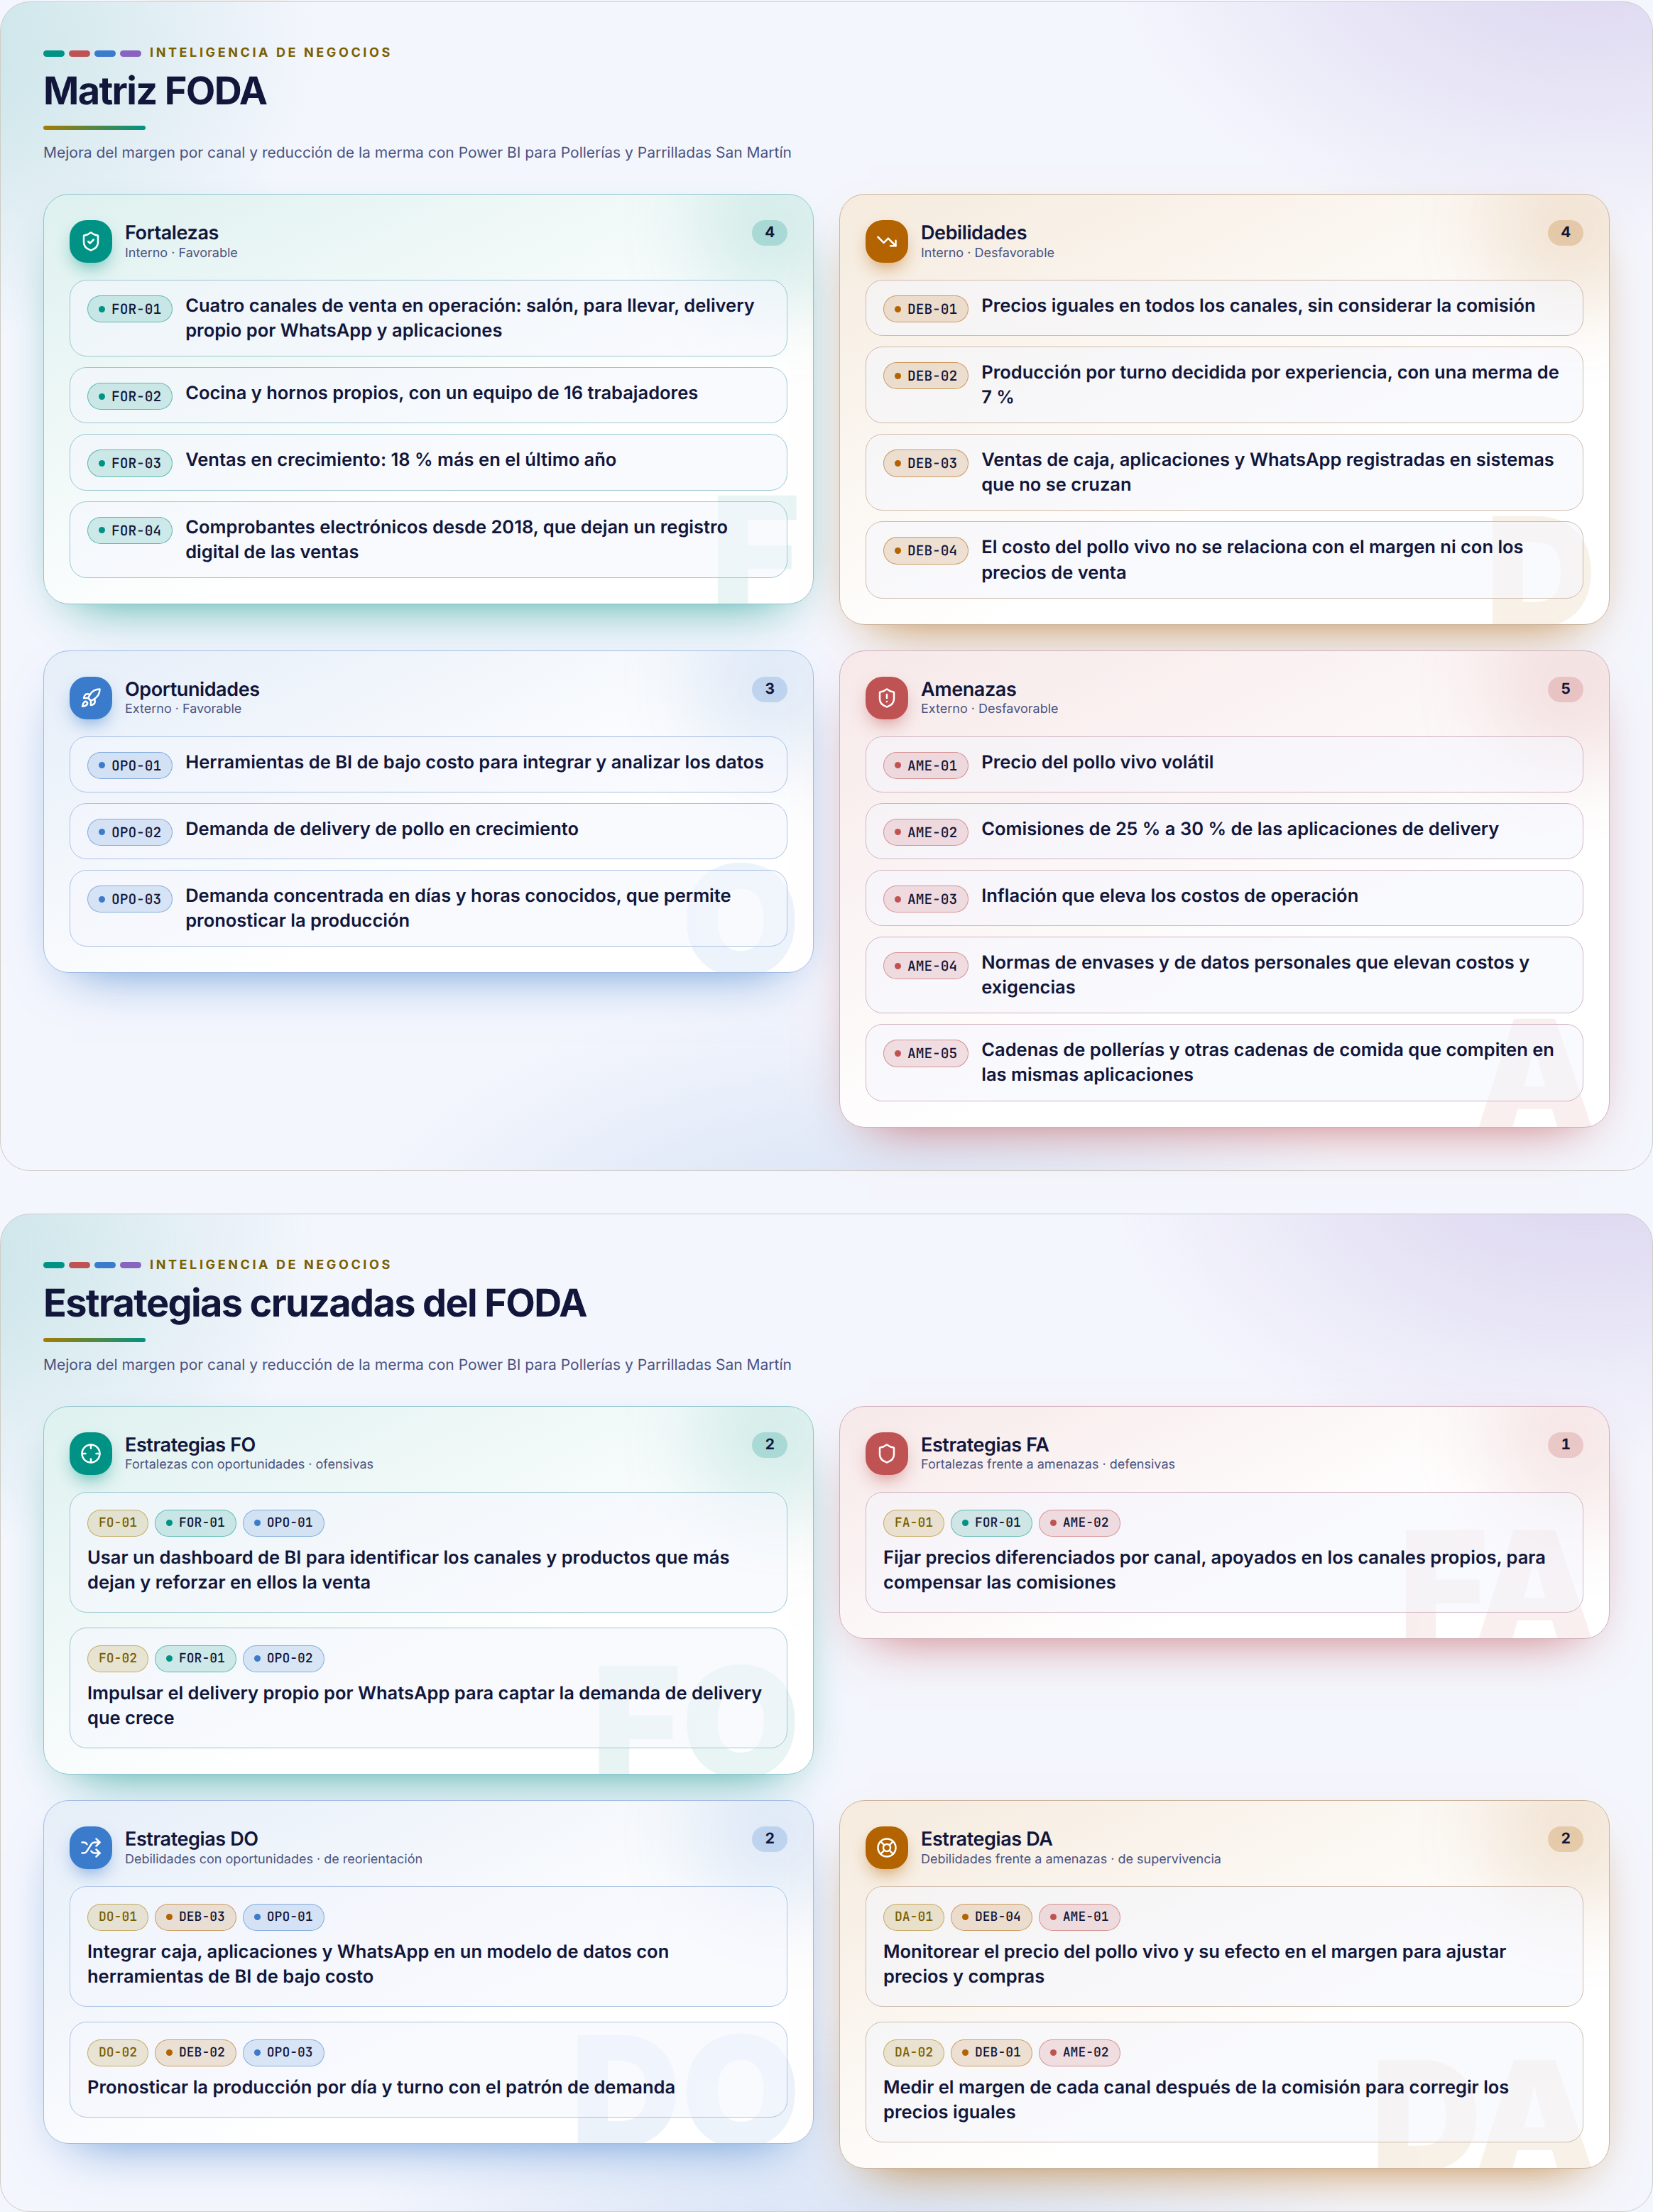 INTELIGENCIA DE NEGOCIOS
Matriz FODA
Mejora del margen por canal y reducción de la merma con Power BI para Pollerías y Parrilladas San Martín
Fortalezas
Interno · Favorable
4
FOR-01
Cuatro canales de venta en operación: salón, para llevar, delivery
propio por WhatsApp y aplicaciones
FOR-02
Cocina y hornos propios, con un equipo de 16 trabajadores
FOR-03
Ventas en crecimiento: 18 % más en el último año
FOR-04
Comprobantes electrónicos desde 2018, que dejan un registro
digital de las ventas
F
Debilidades
Interno · Desfavorable
4
DEB-01
Precios iguales en todos los canales, sin considerar la comisión
DEB-02
Producción por turno decidida por experiencia, con una merma de
7 %
DEB-03
Ventas de caja, aplicaciones y WhatsApp registradas en sistemas
que no se cruzan
DEB-04
El costo del pollo vivo no se relaciona con el margen ni con los
precios de venta
D
Oportunidades
Externo · Favorable
3
OPO-01
Herramientas de BI de bajo costo para integrar y analizar los datos
OPO-02
Demanda de delivery de pollo en crecimiento
OPO-03
Demanda concentrada en días y horas conocidos, que permite
pronosticar la producción
O
Amenazas
Externo · Desfavorable
5
AME-01
Precio del pollo vivo volátil
AME-02
Comisiones de 25 % a 30 % de las aplicaciones de delivery
AME-03
Inflación que eleva los costos de operación
AME-04
Normas de envases y de datos personales que elevan costos y
exigencias
AME-05
Cadenas de pollerías y otras cadenas de comida que compiten en
las mismas aplicaciones
A
INTELIGENCIA DE NEGOCIOS
Estrategias cruzadas del FODA
Mejora del margen por canal y reducción de la merma con Power BI para Pollerías y Parrilladas San Martín
Estrategias FO
Fortalezas con oportunidades · ofensivas
2
FO-01 FOR-01 OPO-01
Usar un dashboard de BI para identificar los canales y productos que más
dejan y reforzar en ellos la venta
FO-02 FOR-01 OPO-02
Impulsar el delivery propio por WhatsApp para captar la demanda de delivery
que crece
FO
Estrategias FA
Fortalezas frente a amenazas · defensivas
1
FA-01 FOR-01 AME-02
Fijar precios diferenciados por canal, apoyados en los canales propios, para
compensar las comisiones
FA
Estrategias DO
Debilidades con oportunidades · de reorientación
2
DO-01 DEB-03 OPO-01
Integrar caja, aplicaciones y WhatsApp en un modelo de datos con
herramientas de BI de bajo costo
DO-02 DEB-02 OPO-03
Pronosticar la producción por día y turno con el patrón de demanda
DO
Estrategias DA
Debilidades frente a amenazas · de supervivencia
2
DA-01 DEB-04 AME-01
Monitorear el precio del pollo vivo y su efecto en el margen para ajustar
precios y compras
DA-02 DEB-01 AME-02
Medir el margen de cada canal después de la comisión para corregir los
precios iguales
DA